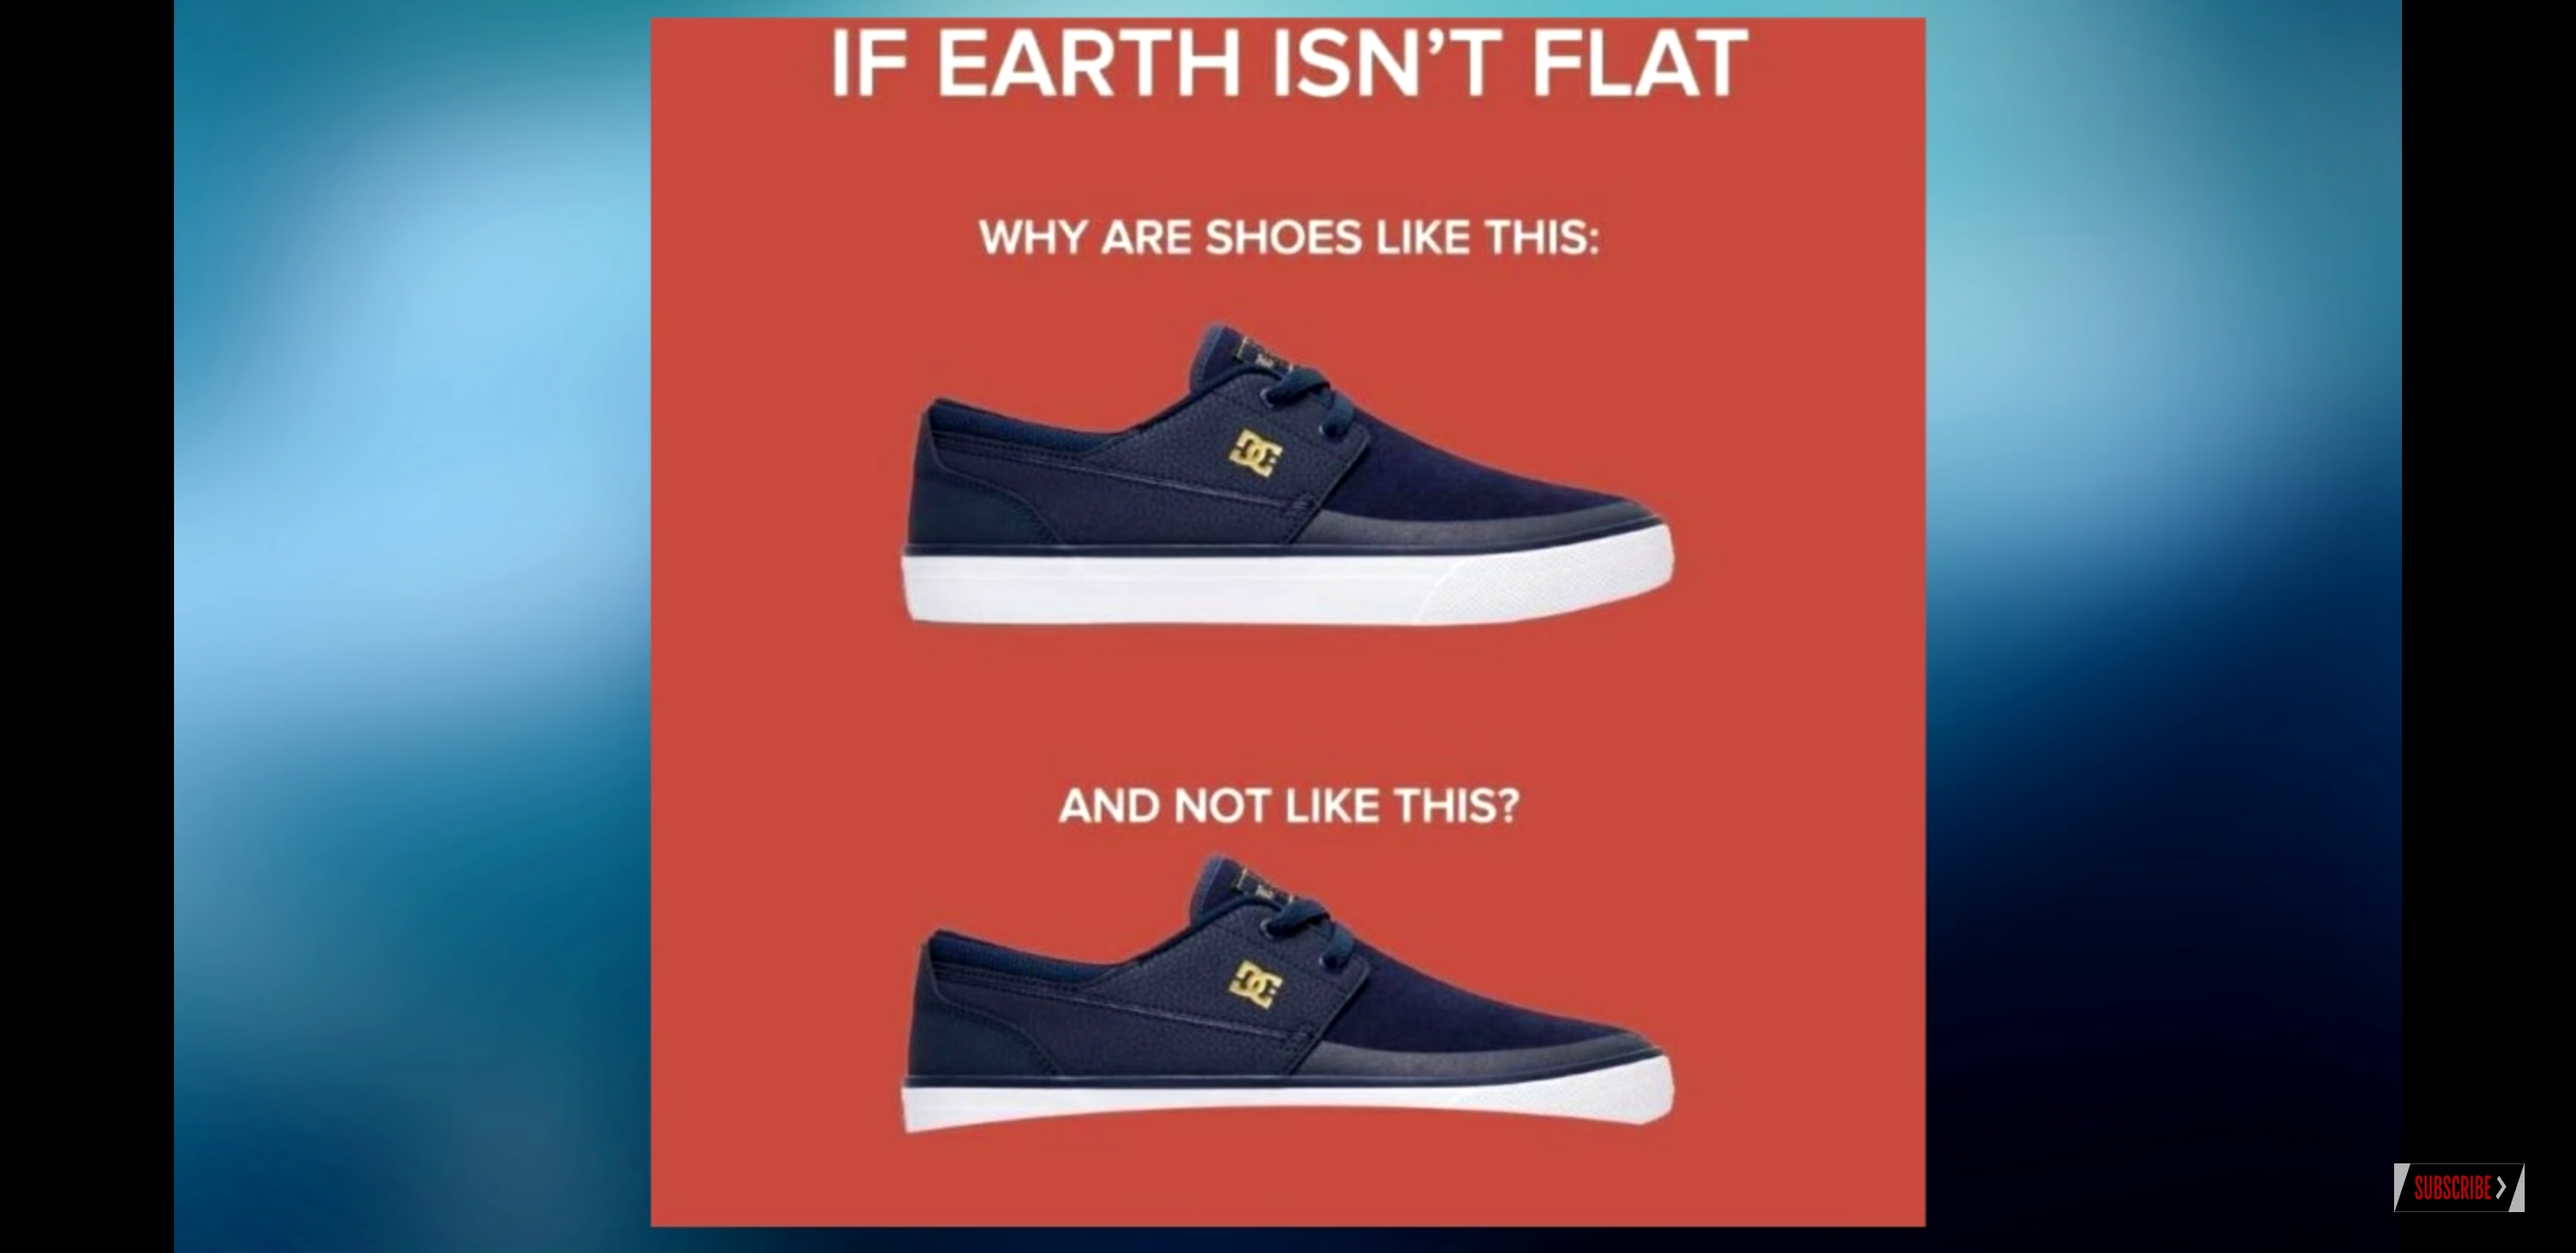 IF EARTH ISN'T FLAT
WHY ARE SHOES LIKE THIS:
AND NOT LIKE THIS?
SUBSCRIBE